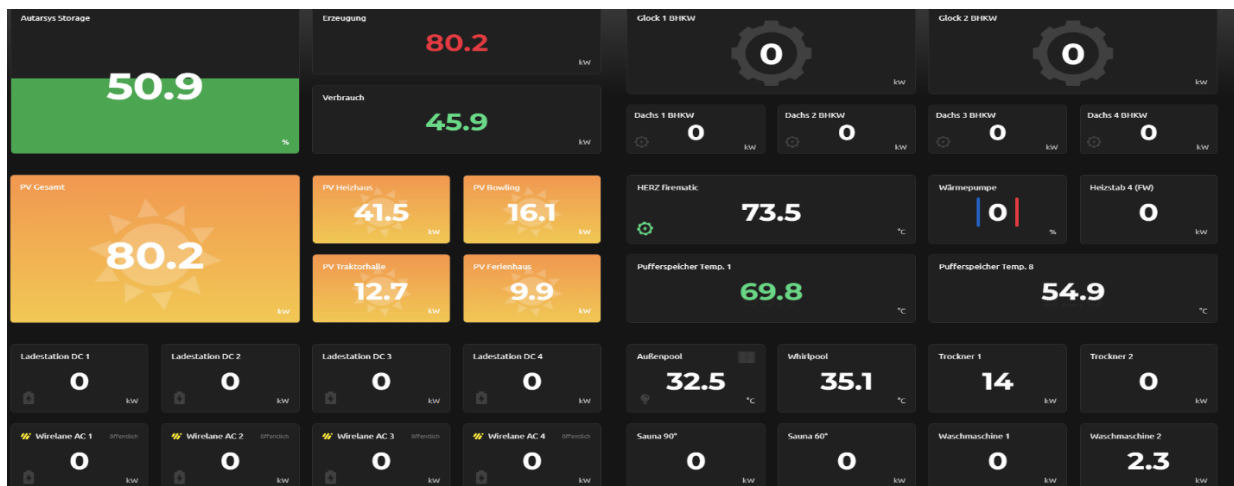 Autarsys Storage
50.9
%
Erzeugung
80.2
kW
Verbrauch
45.9
kW
Glock 1 BHKW
0
kW
Glock 2 BHKW
0
kW
Dachs 1 BHKW
0
kW
Dachs 2 BHKW
0
kW
Dachs 3 BHKW
0
kW
Dachs 4 BHKW
0
kW
PV Gesamt
80.2
kW
PV Heizhaus
41.5
kW
PV Bowling
16.1
kW
PV Traktorhalle
12.7
kW
PV Ferienhaus
9.9
kW
HERZ firematic
73.5
°C
Wärmepumpe
0
%
Heizstab 4 (FW)
0
kW
Pufferspeicher Temp. 1
69.8
°C
Pufferspeicher Temp. 8
54.9
°C
Ladestation DC 1
0
kW
Ladestation DC 2
0
kW
Ladestation DC 3
0
kW
Ladestation DC 4
0
kW
Außenpool
32.5
°C
Whirlpool
35.1
°C
Trockner 1
14
kW
Trockner 2
0
kW
Wirelane AC 1 öffentlich
0
kW
Wirelane AC 2 öffentlich
0
kW
Wirelane AC 3 öffentlich
0
kW
Wirelane AC 4 öffentlich
0
kW
Sauna 90°
0
kW
Sauna 60°
0
kW
Waschmaschine 1
0
kW
Waschmaschine 2
2.3
kW